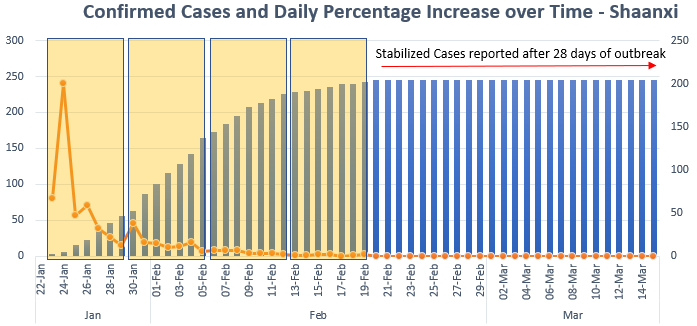 Confirmed Cases and Daily Percentage Increase over Time - Shaanxi
Stabilized Cases reported after 28 days of outbreak
300
250
200
150
100
50
0
250
200
150
100
50
0
22-Jan
24-Jan
26-Jan
28-Jan
30-Jan
01-Feb
03-Feb
05-Feb
07-Feb
09-Feb
11-Feb
13-Feb
15-Feb
17-Feb
19-Feb
21-Feb
23-Feb
25-Feb
27-Feb
29-Feb
02-Mar
04-Mar
06-Mar
08-Mar
10-Mar
12-Mar
14-Mar
Jan
Feb
Mar